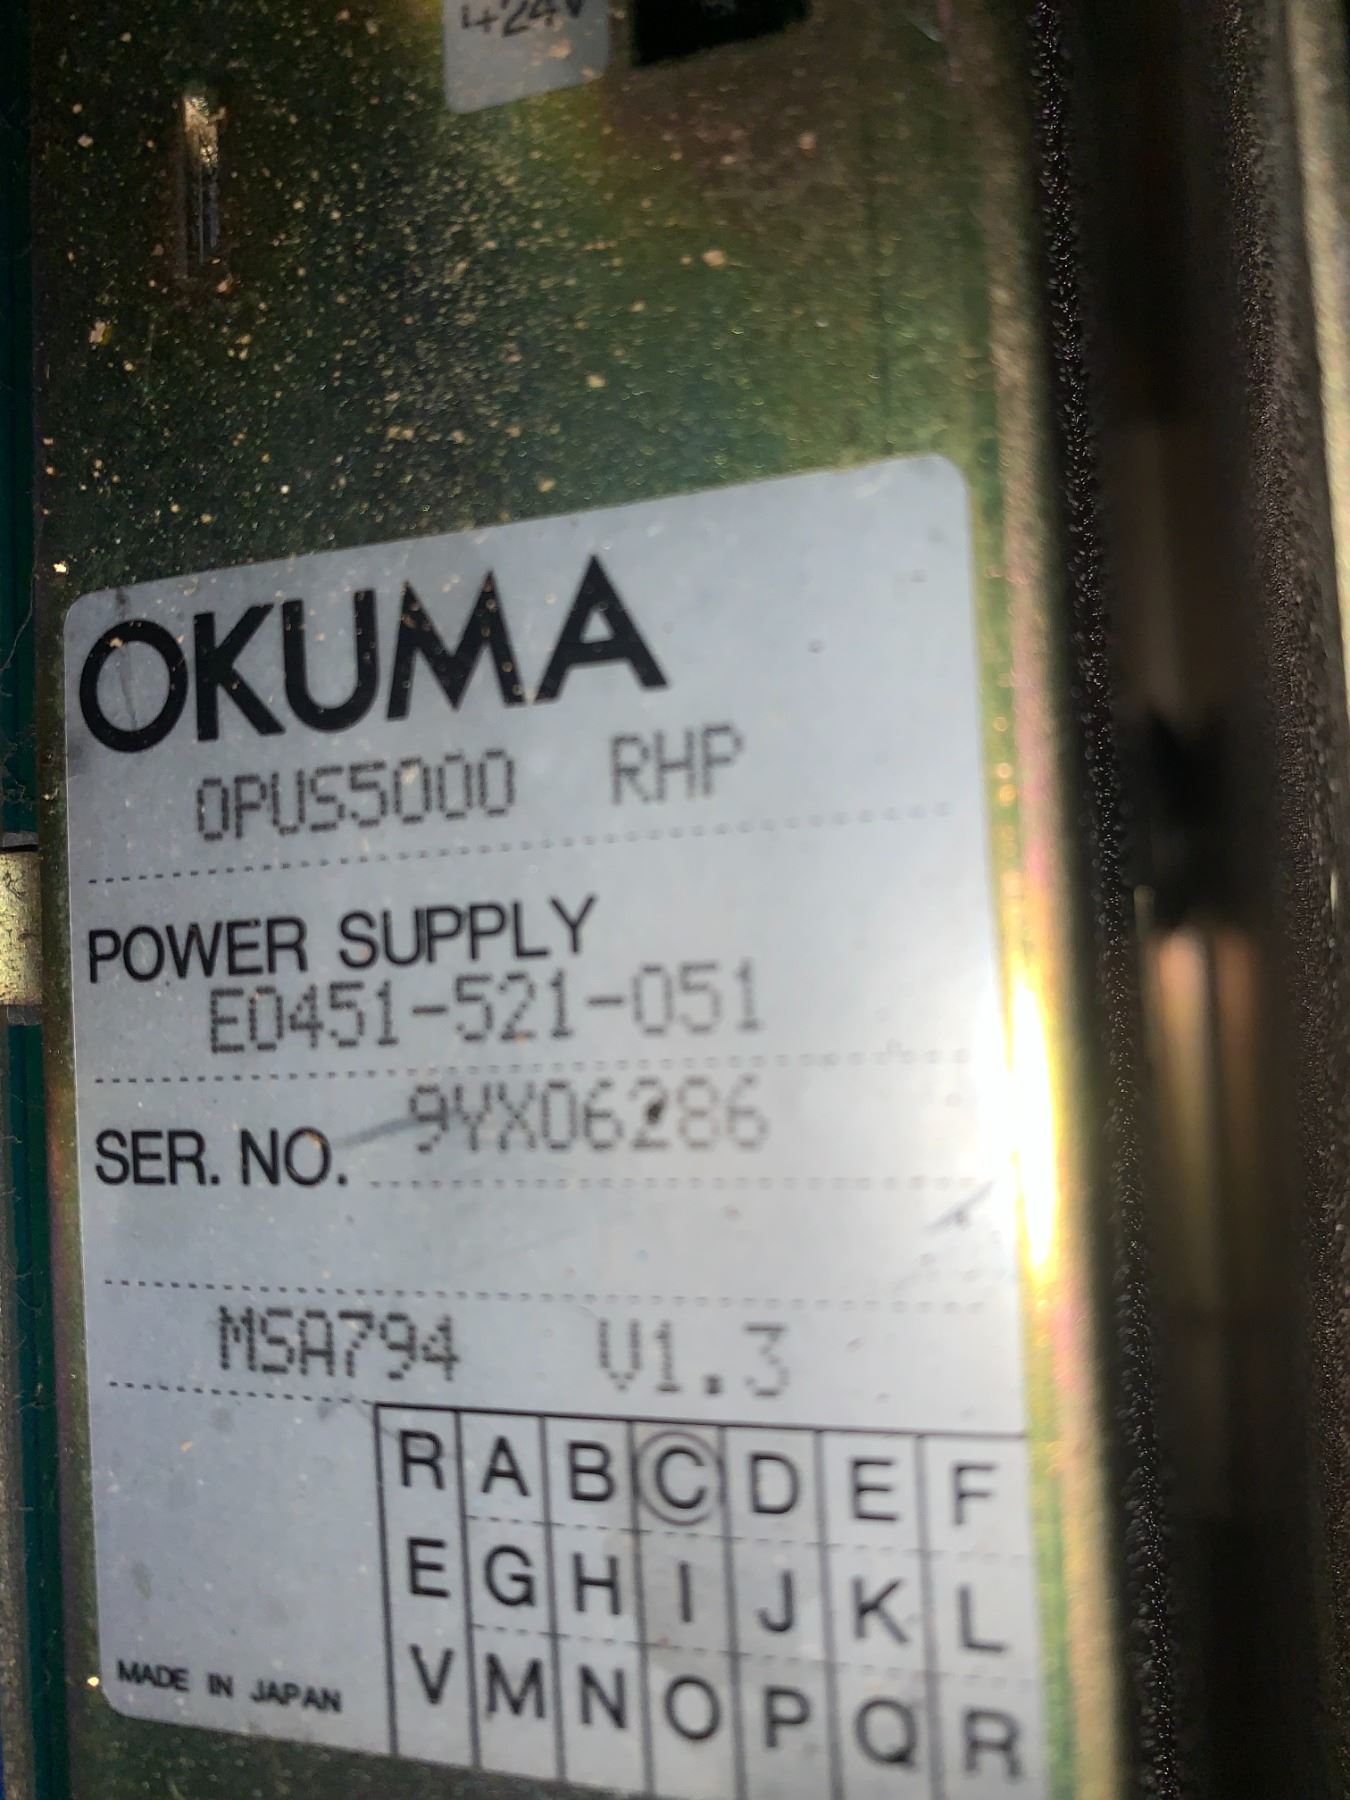 +24V
OKUMA
OPUS5000 RHP
POWER SUPPLY
E0451-521-051
SER. NO. 9YX06286
MSA794 V1.3
R A B C D E F
E G H I J K L
V M N O P Q R
MADE IN JAPAN